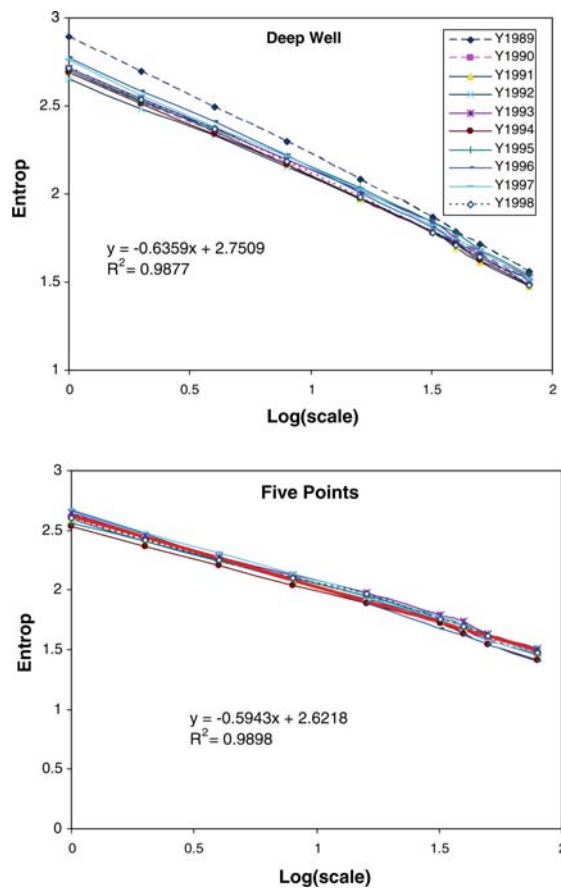 Deep Well
3
2.5
2
1.5
1
Entrop
0
0.5
1
1.5
2
Log(scale)
y = -0.6359x + 2.7509
R2 = 0.9877
Y1989
Y1990
Y1991
Y1992
Y1993
Y1994
Y1995
Y1996
Y1997
Y1998
Five Points
3
2.5
2
1.5
1
0.5
0
Entrop
0
0.5
1
1.5
2
Log(scale)
y = -0.5943x + 2.6218
R2 = 0.9898